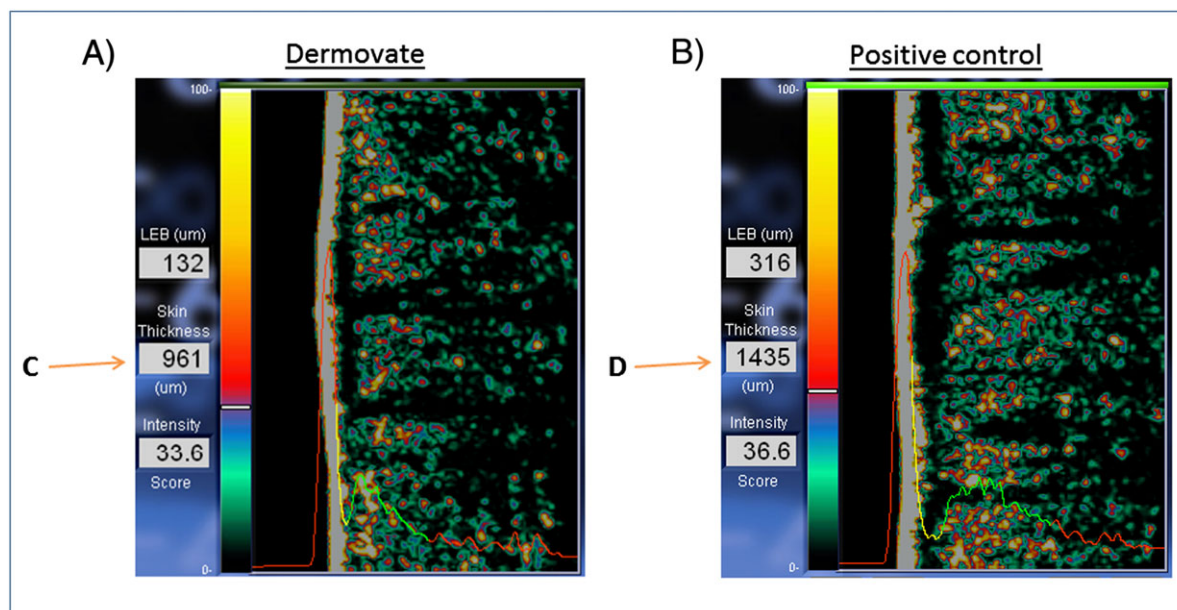 A)
Dermovate
100-
LEB (um)
132
Skin
Thickness
C
961
(um)
Intensity
33.6
Score
0-
B)
Positive control
100-
LEB (um)
316
Skin
Thickness
D
1435
(um)
Intensity
36.6
Score
0-